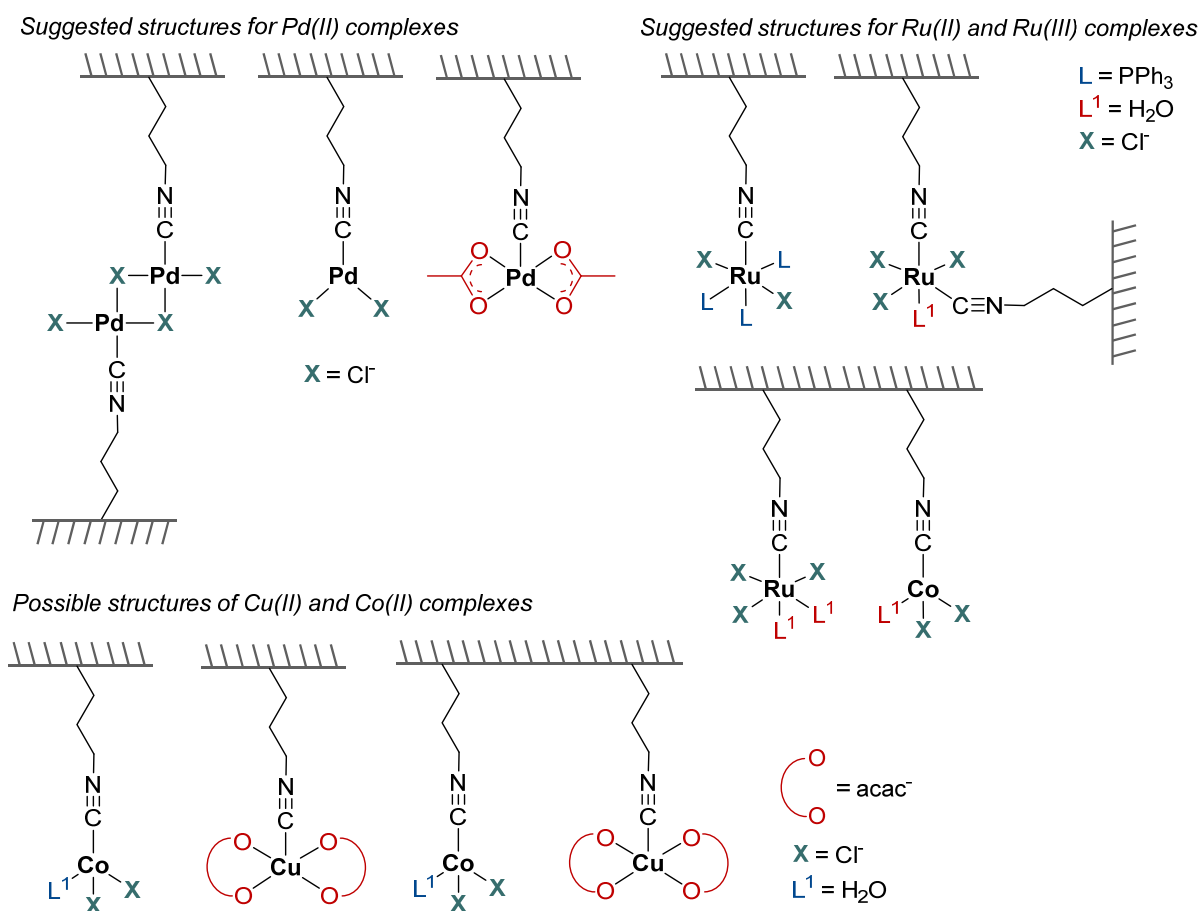 Suggested structures for Pd(II) complexes
N
C
X Pd X
X Pd X
C
N
N
C
Pd
X X
X = Cl⁻
N
C
O O
Pd
O O
Suggested structures for Ru(II) and Ru(III) complexes
L = PPh₃
L¹ = H₂O
X = Cl⁻
N
C
X L
Ru
L X
L
N
C
X X
Ru
X
L¹ C N
N
C
X X
Ru
X L¹
L¹
N
C
Co
L¹ X
X
Possible structures of Cu(II) and Co(II) complexes
N
C
Co
L¹ X
X
N
C
O O
Cu
O O
N
C
Co
L¹ X
X
N
C
O O
Cu
O O
O
= acac⁻
O
X = Cl⁻
L¹ = H₂O